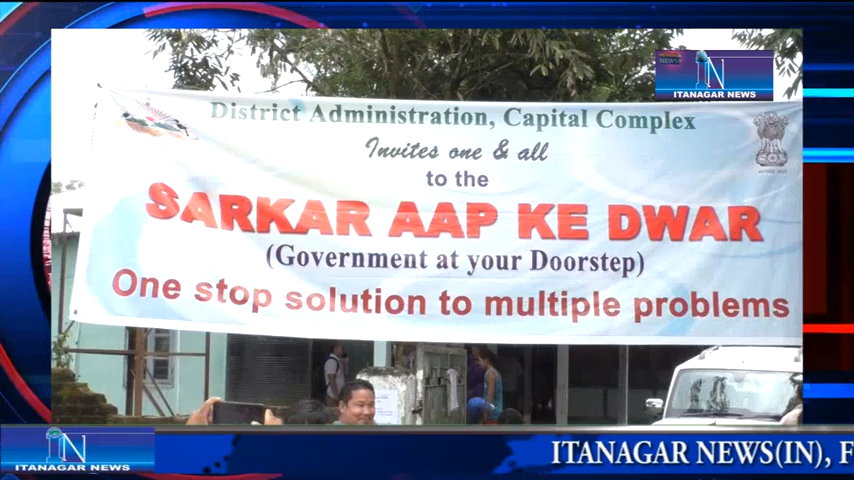 ITANAGAR NEWS
District Administration, Capital Complex
Invites one & all
to the
SARKAR AAP KE DWAR
(Government at your Doorstep)
One stop solution to multiple problems
ITANAGAR NEWS
ITANAGAR NEWS(IN), F